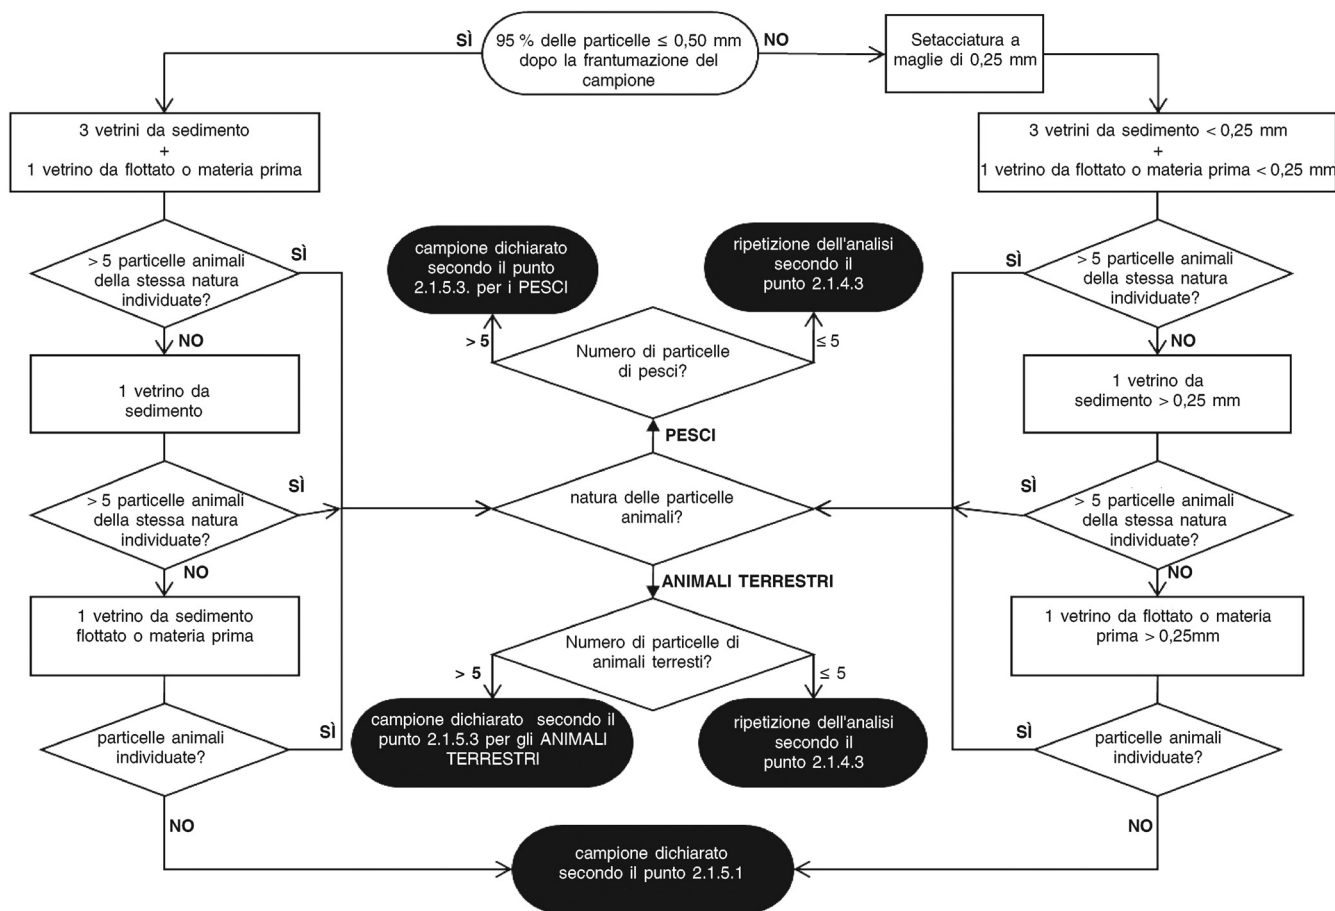 SÌ
95 % delle particelle ≤ 0,50 mm
dopo la frantumazione del
campione
NO
Setacciatura a
maglie di 0,25 mm
3 vetrini da sedimento
+
1 vetrino da flottato o materia prima
3 vetrini da sedimento < 0,25 mm
+
1 vetrino da flottato o materia prima < 0,25 mm
> 5 particelle animali
della stessa natura
individuate?
SÌ
NO
campione dichiarato
secondo il punto
2.1.5.3. per i PESCI
ripetizione dell'analisi
secondo il
punto 2.1.4.3
SÌ
> 5 particelle animali
della stessa natura
individuate?
NO
> 5
Numero di particelle
di pesci?
≤ 5
1 vetrino da
sedimento
1 vetrino da
sedimento > 0,25 mm
PESCI
> 5 particelle animali
della stessa natura
individuate?
SÌ
NO
natura delle particelle
animali?
SÌ
> 5 particelle animali
della stessa natura
individuate?
NO
ANIMALI TERRESTRI
1 vetrino da sedimento
flottato o materia prima
Numero di particelle di
animali terresti?
1 vetrino da flottato o materia
prima > 0,25mm
> 5
≤ 5
particelle animali
individuate?
SÌ
campione dichiarato secondo il
punto 2.1.5.3 per gli ANIMALI
TERRESTRI
ripetizione dell'analisi
secondo il
punto 2.1.4.3
SÌ
particelle animali
individuate?
NO
NO
campione dichiarato
secondo il punto 2.1.5.1